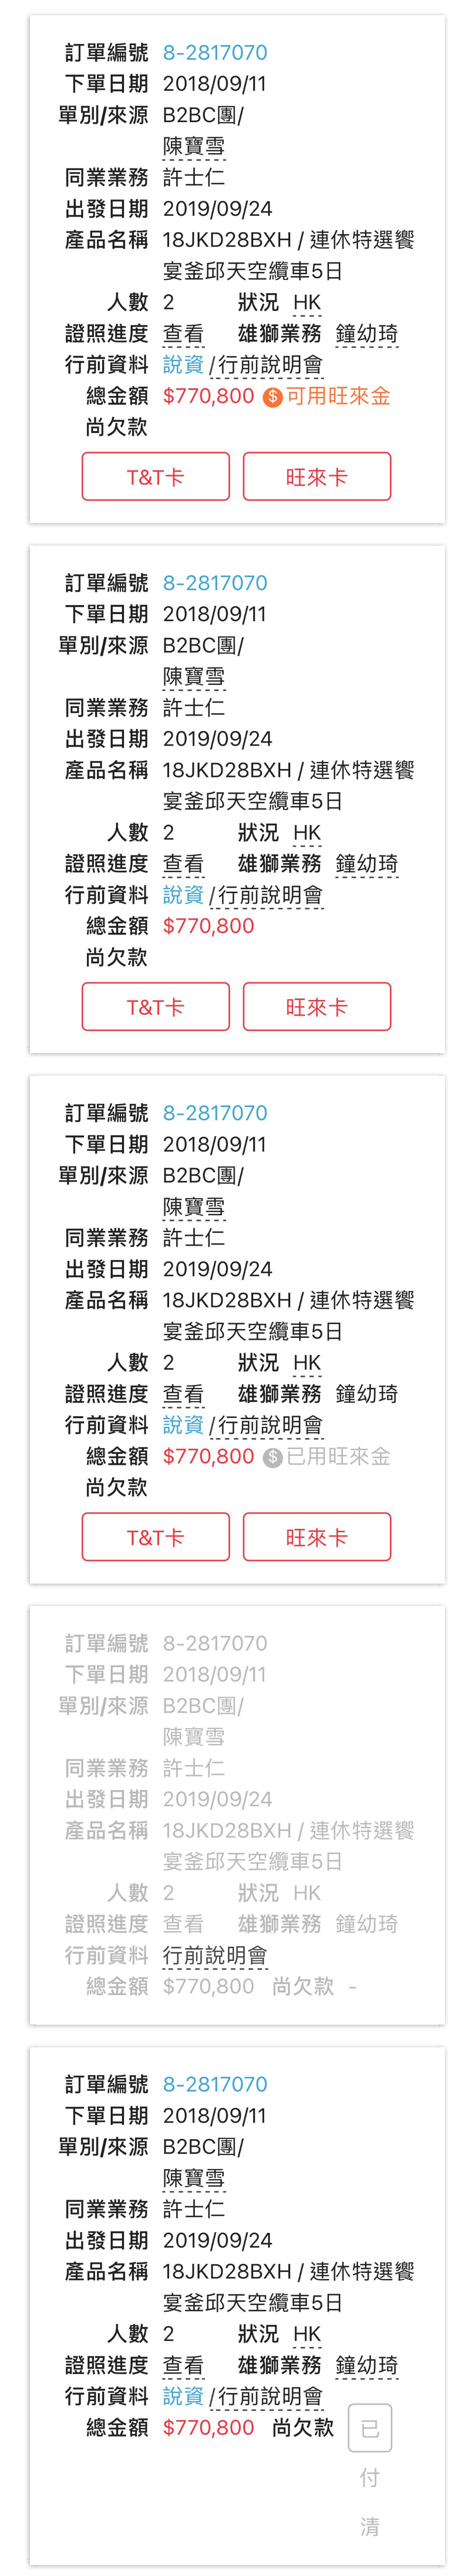 訂單編號 8-2817070
下單日期 2018/09/11
單別/來源 B2BC團/
陳寶雪
同業業務 許士仁
出發日期 2019/09/24
產品名稱 18JKD28BXH / 連休特選饗
宴釜邱天空纜車5日
人數 2 狀況 HK
證照進度 查看 雄獅業務 鐘幼琦
行前資料 說資 / 行前說明會
總金額 $770,800 $ 可用旺來金
尚欠款
T&T卡 旺來卡
訂單編號 8-2817070
下單日期 2018/09/11
單別/來源 B2BC團/
陳寶雪
同業業務 許士仁
出發日期 2019/09/24
產品名稱 18JKD28BXH / 連休特選饗
宴釜邱天空纜車5日
人數 2 狀況 HK
證照進度 查看 雄獅業務 鐘幼琦
行前資料 說資 / 行前說明會
總金額 $770,800
尚欠款
T&T卡 旺來卡
訂單編號 8-2817070
下單日期 2018/09/11
單別/來源 B2BC團/
陳寶雪
同業業務 許士仁
出發日期 2019/09/24
產品名稱 18JKD28BXH / 連休特選饗
宴釜邱天空纜車5日
人數 2 狀況 HK
證照進度 查看 雄獅業務 鐘幼琦
行前資料 說資 / 行前說明會
總金額 $770,800 $ 已用旺來金
尚欠款
T&T卡 旺來卡
訂單編號 8-2817070
下單日期 2018/09/11
單別/來源 B2BC團/
陳寶雪
同業業務 許士仁
出發日期 2019/09/24
產品名稱 18JKD28BXH / 連休特選饗
宴釜邱天空纜車5日
人數 2 狀況 HK
證照進度 查看 雄獅業務 鐘幼琦
行前資料 行前說明會
總金額 $770,800 尚欠款 -
訂單編號 8-2817070
下單日期 2018/09/11
單別/來源 B2BC團/
陳寶雪
同業業務 許士仁
出發日期 2019/09/24
產品名稱 18JKD28BXH / 連休特選饗
宴釜邱天空纜車5日
人數 2 狀況 HK
證照進度 查看 雄獅業務 鐘幼琦
行前資料 說資 / 行前說明會
總金額 $770,800 尚欠款 已
付
清